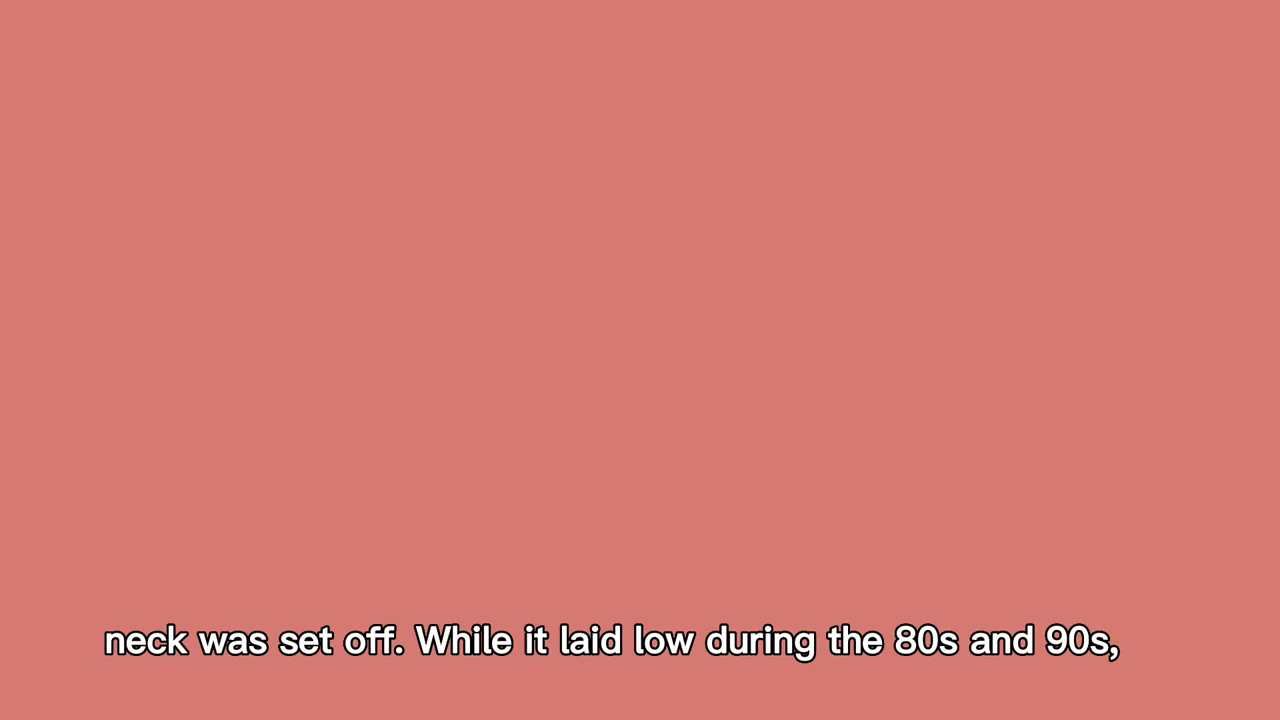 neck was set off. While it laid low during the 80s and 90s,